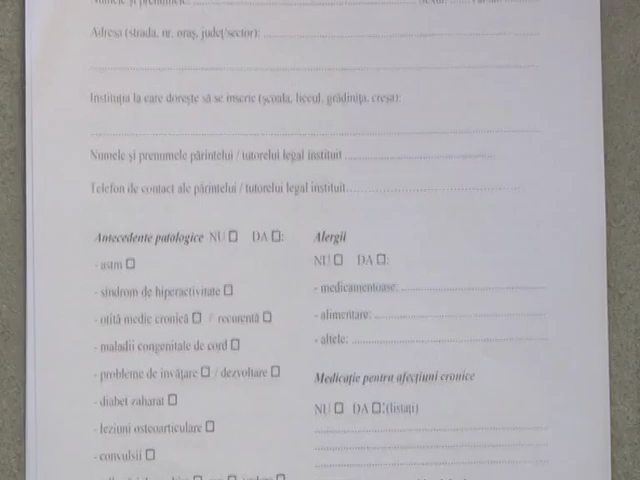 Numele și prenumele:
Adresa (strada, nr. oraș, județ/sector):
Instituția la care dorește să se înscrie (școala, liceul, grădinița, creșa):
Numele și prenumele părintelui / tutorelui legal instituit
Telefon de contact ale părintelui / tutorelui legal instituit
Antecedente patologice NU ☐ DA ☐:
- astm ☐
- sindrom de hiperactivitate ☐
- otită medie cronică ☐ / recurentă ☐
- maladii congenitale de cord ☐
- probleme de învățare ☐ / dezvoltare ☐
- diabet zaharat ☐
- leziuni osteoarticulare ☐
- convulsii ☐
Alergii
NU ☐ DA ☐:
- medicamentoase:
- alimentare:
- altele:
Medicație pentru afecțiuni cronice
NU ☐ DA ☐:(listați)